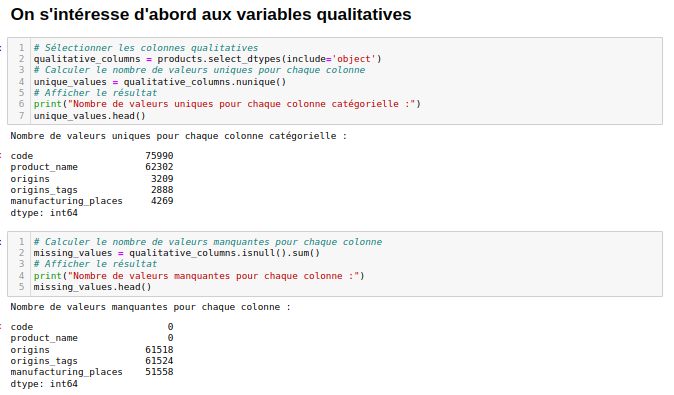 On s'intéresse d'abord aux variables qualitatives
1 # Sélectionner les colonnes qualitatives
2 qualitative_columns = products.select_dtypes(include='object')
3 # Calculer le nombre de valeurs uniques pour chaque colonne
4 unique_values = qualitative_columns.nunique()
5 # Afficher le résultat
6 print("Nombre de valeurs uniques pour chaque colonne catégorielle :")
7 unique_values.head()
Nombre de valeurs uniques pour chaque colonne catégorielle :
code 75990
product_name 62302
origins 3209
origins_tags 2888
manufacturing_places 4269
dtype: int64
1 # Calculer le nombre de valeurs manquantes pour chaque colonne
2 missing_values = qualitative_columns.isnull().sum()
3 # Afficher le résultat
4 print("Nombre de valeurs manquantes pour chaque colonne :")
5 missing_values.head()
Nombre de valeurs manquantes pour chaque colonne :
code 0
product_name 0
origins 61518
origins_tags 61524
manufacturing_places 51558
dtype: int64